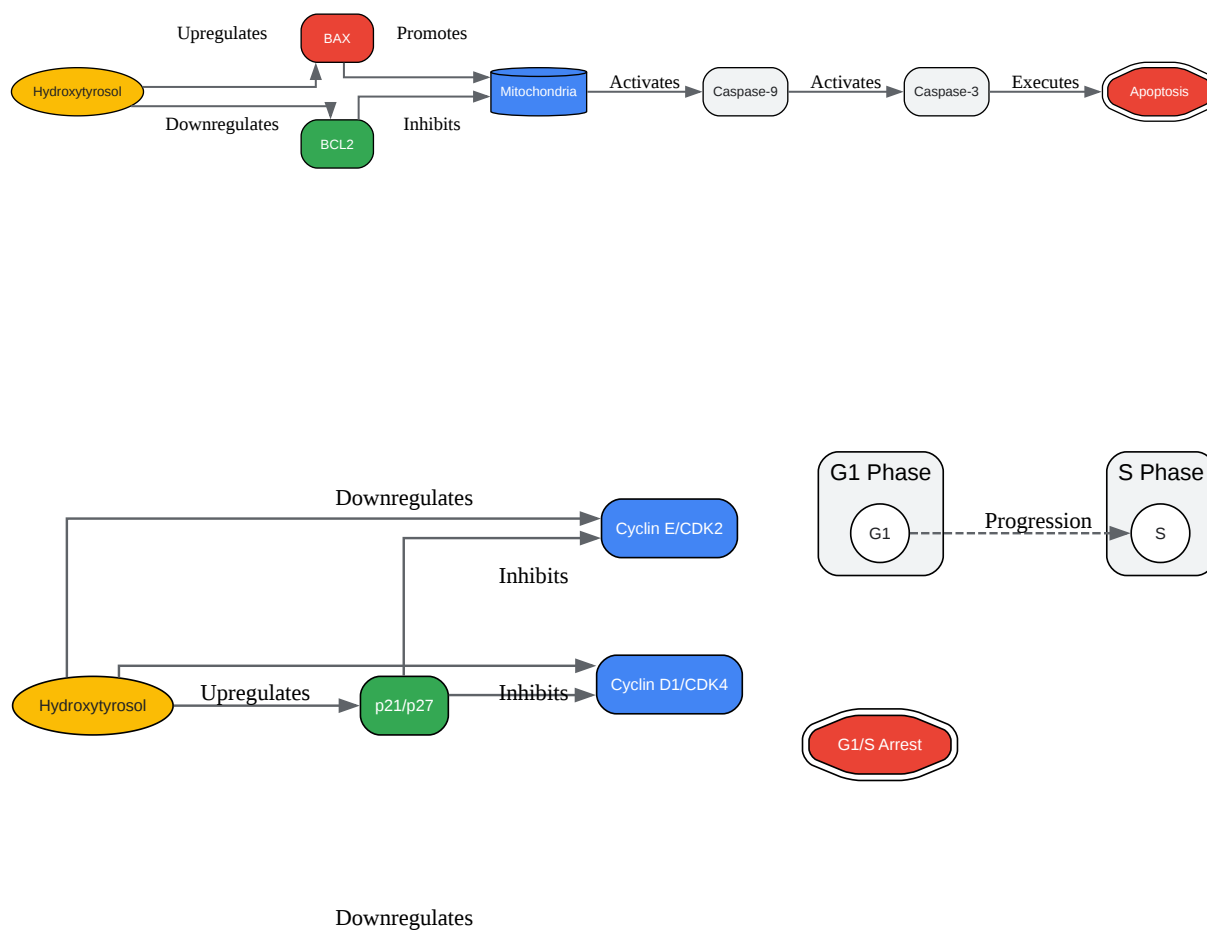 Upregulates
BAX
Promotes
Hydroxytyrosol
Mitochondria
Activates
Caspase-9
Activates
Caspase-3
Executes
Apoptosis
Downregulates
BCL2
Inhibits
G1 Phase
S Phase
Downregulates
Cyclin E/CDK2
G1
Progression
S
Inhibits
Hydroxytyrosol
Upregulates
p21/p27
Inhibits
Cyclin D1/CDK4
G1/S Arrest
Downregulates